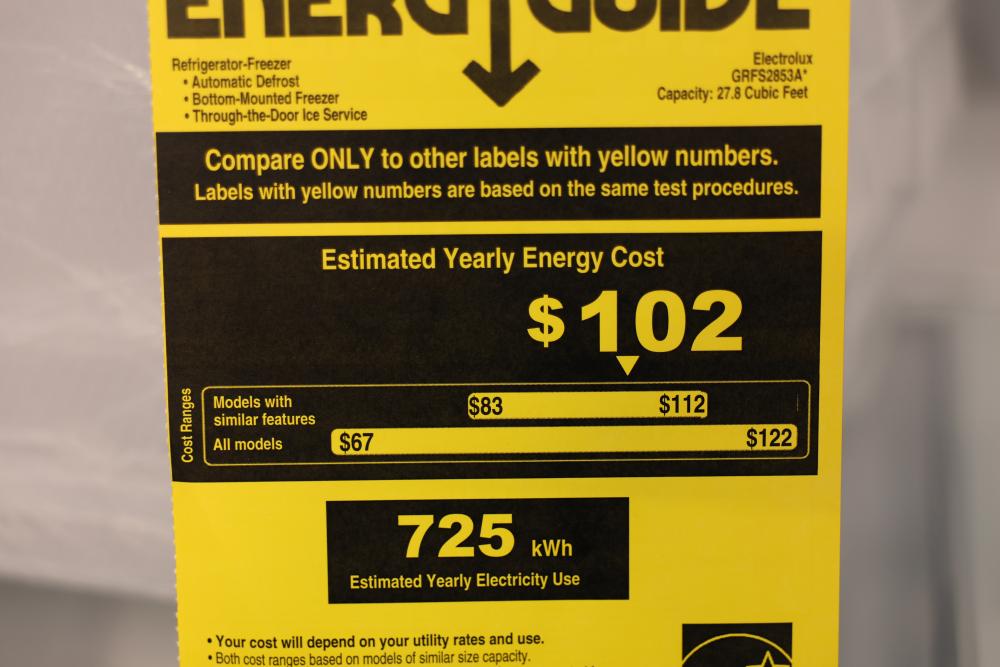 ENERGYGUIDE
Refrigerator-Freezer
• Automatic Defrost
• Bottom-Mounted Freezer
• Through-the-Door Ice Service
Electrolux
GRFS2853A*
Capacity: 27.8 Cubic Feet
Compare ONLY to other labels with yellow numbers.
Labels with yellow numbers are based on the same test procedures.
Estimated Yearly Energy Cost
$102
Cost Ranges
Models with
similar features
$83 $112
All models
$67 $122
725 kWh
Estimated Yearly Electricity Use
• Your cost will depend on your utility rates and use.
• Both cost ranges based on models of similar size capacity.